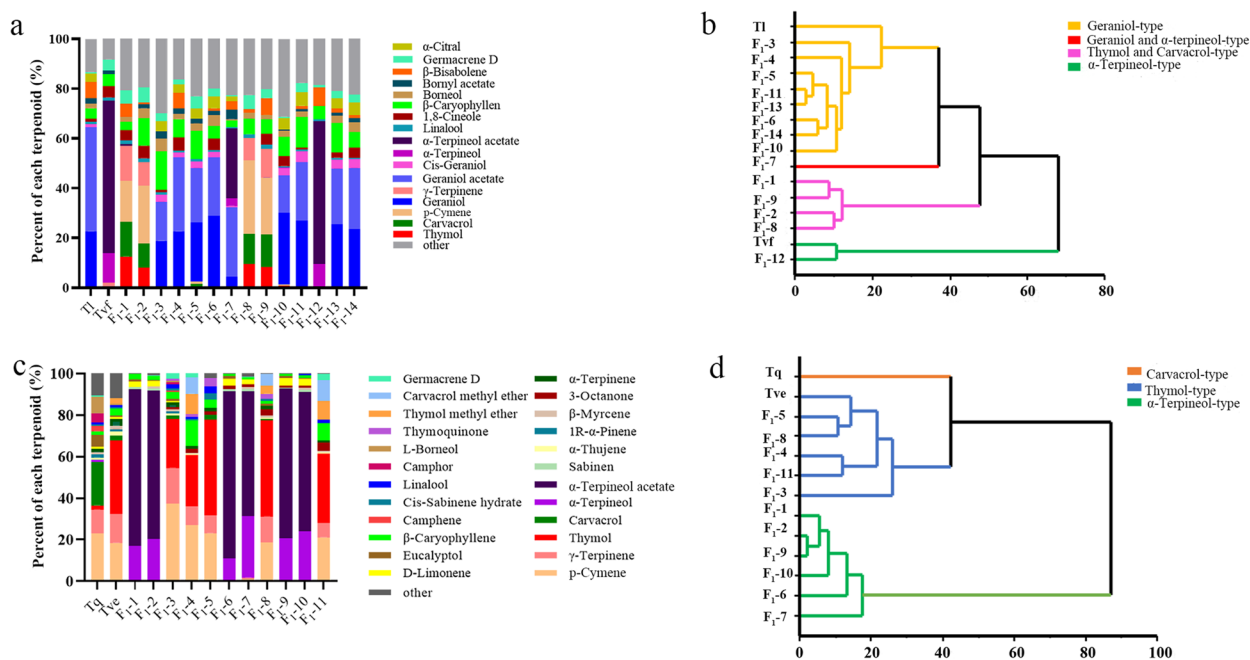 a
Percent of each terpenoid (%)
100
80
60
40
20
0
Tl
Tvf
F1-1
F1-2
F1-3
F1-4
F1-5
F1-6
F1-7
F1-8
F1-9
F1-10
F1-11
F1-12
F1-13
F1-14
α-Citral
Germacrene D
β-Bisabolene
Bornyl acetate
Borneol
β-Caryophyllen
1,8-Cineole
Linalool
α-Terpineol acetate
α-Terpineol
Cis-Geraniol
Geraniol acetate
γ-Terpinene
Geraniol
p-Cymene
Carvacrol
Thymol
other
b
Tl
F1-3
F1-4
F1-5
F1-11
F1-13
F1-6
F1-14
F1-10
F1-7
F1-1
F1-9
F1-2
F1-8
Tvf
F1-12
0 20 40 60 80
Geraniol-type
Geraniol and α-terpineol-type
Thymol and Carvacrol-type
α-Terpineol-type
c
Percent of each terpenoid (%)
100
80
60
40
20
0
Tq
Tve
F1-1
F1-2
F1-3
F1-4
F1-5
F1-6
F1-7
F1-8
F1-9
F1-10
F1-11
Germacrene D
Carvacrol methyl ether
Thymol methyl ether
Thymoquinone
L-Borneol
Camphor
Linalool
Cis-Sabinene hydrate
Camphene
β-Caryophyllene
Eucalyptol
D-Limonene
other
α-Terpinene
3-Octanone
β-Myrcene
1R-α-Pinene
α-Thujene
Sabinen
α-Terpineol acetate
α-Terpineol
Carvacrol
Thymol
γ-Terpinene
p-Cymene
d
Tq
Tve
F1-5
F1-8
F1-4
F1-11
F1-3
F1-1
F1-2
F1-9
F1-10
F1-6
F1-7
0 20 40 60 80 100
Carvacrol-type
Thymol-type
α-Terpineol-type